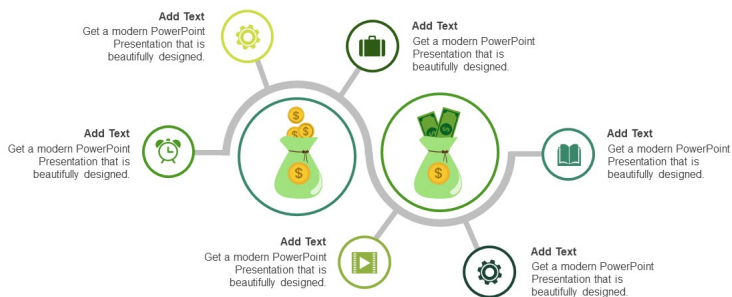 Add Text
Get a modern PowerPoint
Presentation that is
beautifully designed.
Add Text
Get a modern PowerPoint
Presentation that is
beautifully designed.
Add Text
Get a modern PowerPoint
Presentation that is
beautifully designed.
Add Text
Get a modern PowerPoint
Presentation that is
beautifully designed.
Add Text
Get a modern PowerPoint
Presentation that is
beautifully designed.
Add Text
Get a modern PowerPoint
Presentation that is
beautifully designed.
$
$
$
$
$